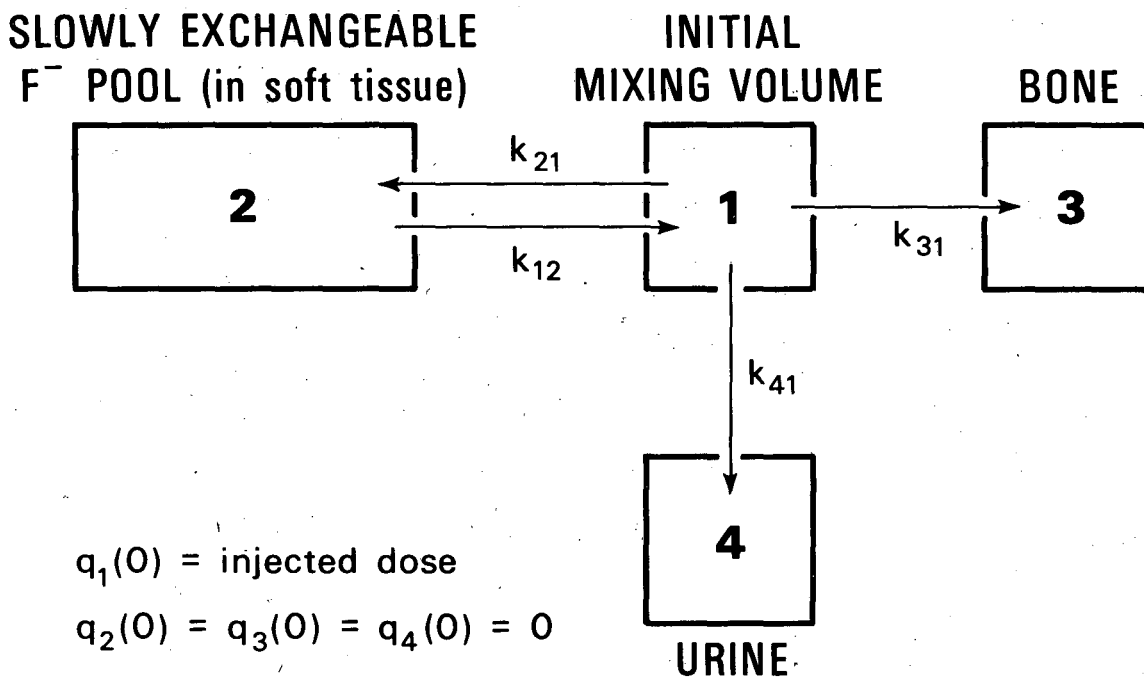 SLOWLY EXCHANGEABLE
F⁻ POOL (in soft tissue)
INITIAL
MIXING VOLUME
BONE
k₂₁
2
1
3
k₁₂
k₃₁
k₄₁
4
q₁(0) = injected dose
q₂(0) = q₃(0) = q₄(0) = 0
URINE